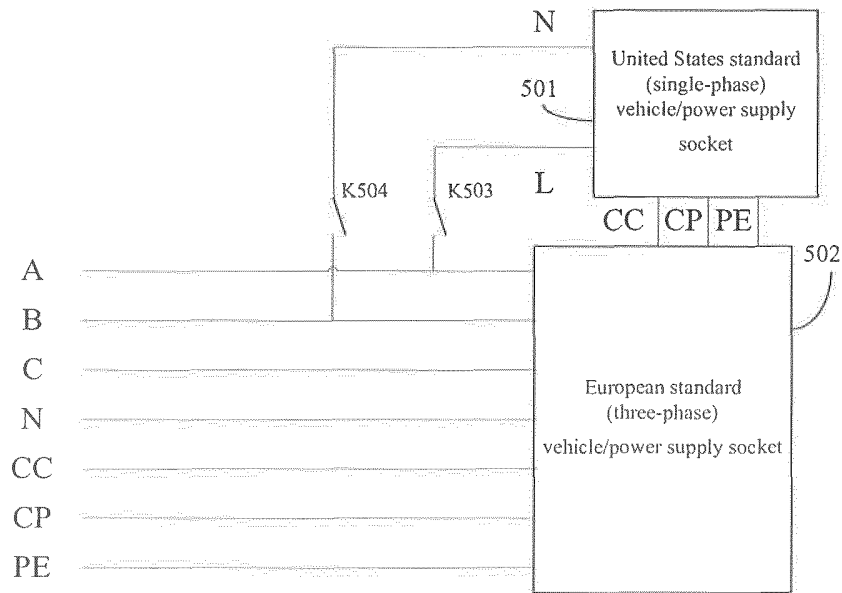 N
United States standard
(single-phase)
vehicle/power supply
socket
501
L
K504
K503
CC
CP
PE
502
A
B
C
N
CC
CP
PE
European standard
(three-phase)
vehicle/power supply socket